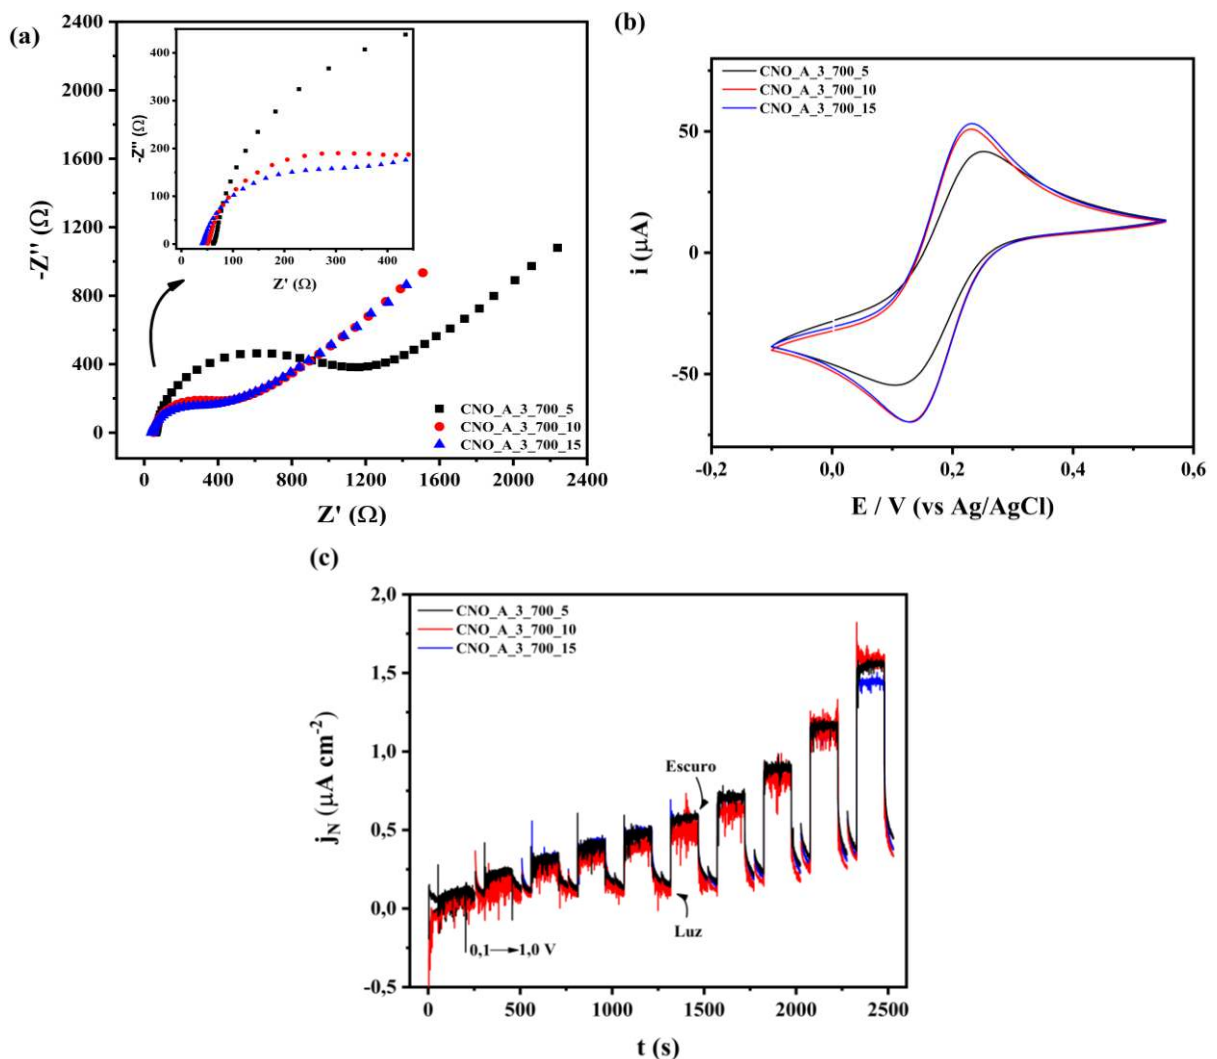 (a)
2400
2000
1600
1200
800
400
0
-Z'' (Ω)
0
400
800
1200
1600
2000
2400
Z' (Ω)
400
300
200
100
0
-Z'' (Ω)
0
100
200
300
400
Z' (Ω)
CNO_A_3_700_5
CNO_A_3_700_10
CNO_A_3_700_15
(b)
CNO_A_3_700_5
CNO_A_3_700_10
CNO_A_3_700_15
50
0
-50
i (μA)
-0,2
0,0
0,2
0,4
0,6
E / V (vs Ag/AgCl)
(c)
CNO_A_3_700_5
CNO_A_3_700_10
CNO_A_3_700_15
2,0
1,5
1,0
0,5
0,0
-0,5
jN (μA cm-2)
Escuro
Luz
0,1→1,0 V
0
500
1000
1500
2000
2500
t (s)